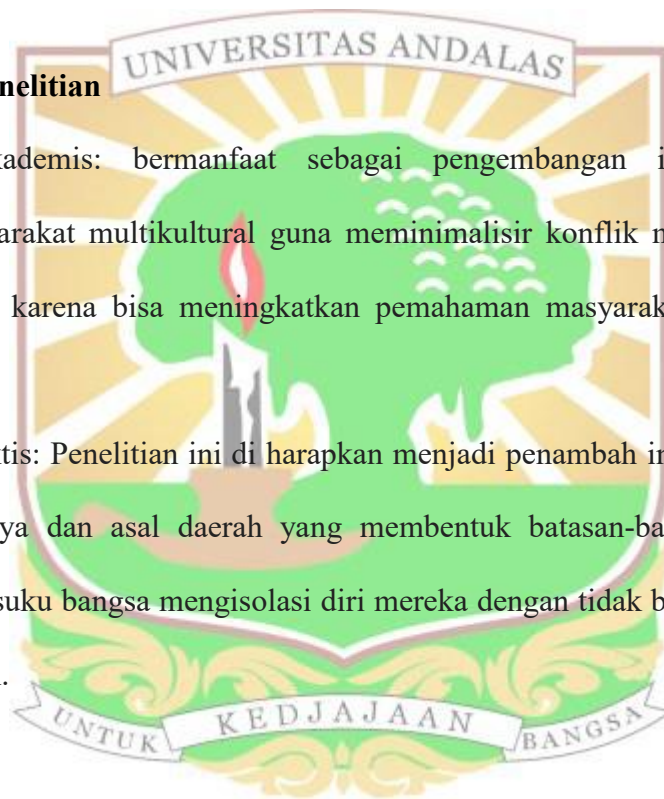 UNIVERSITAS ANDALAS
nelitian
kademis: bermanfaat sebagai pengembangan i
arakat multikultural guna meminimalisir konflik
karena bisa meningkatkan pemahaman masyarak
tis: Penelitian ini di harapkan menjadi penambah in
ya dan asal daerah yang membentuk batasan-ba
suku bangsa mengisolasi diri mereka dengan tidak b
.
UNTUK KEDJAJAAN BANGSA